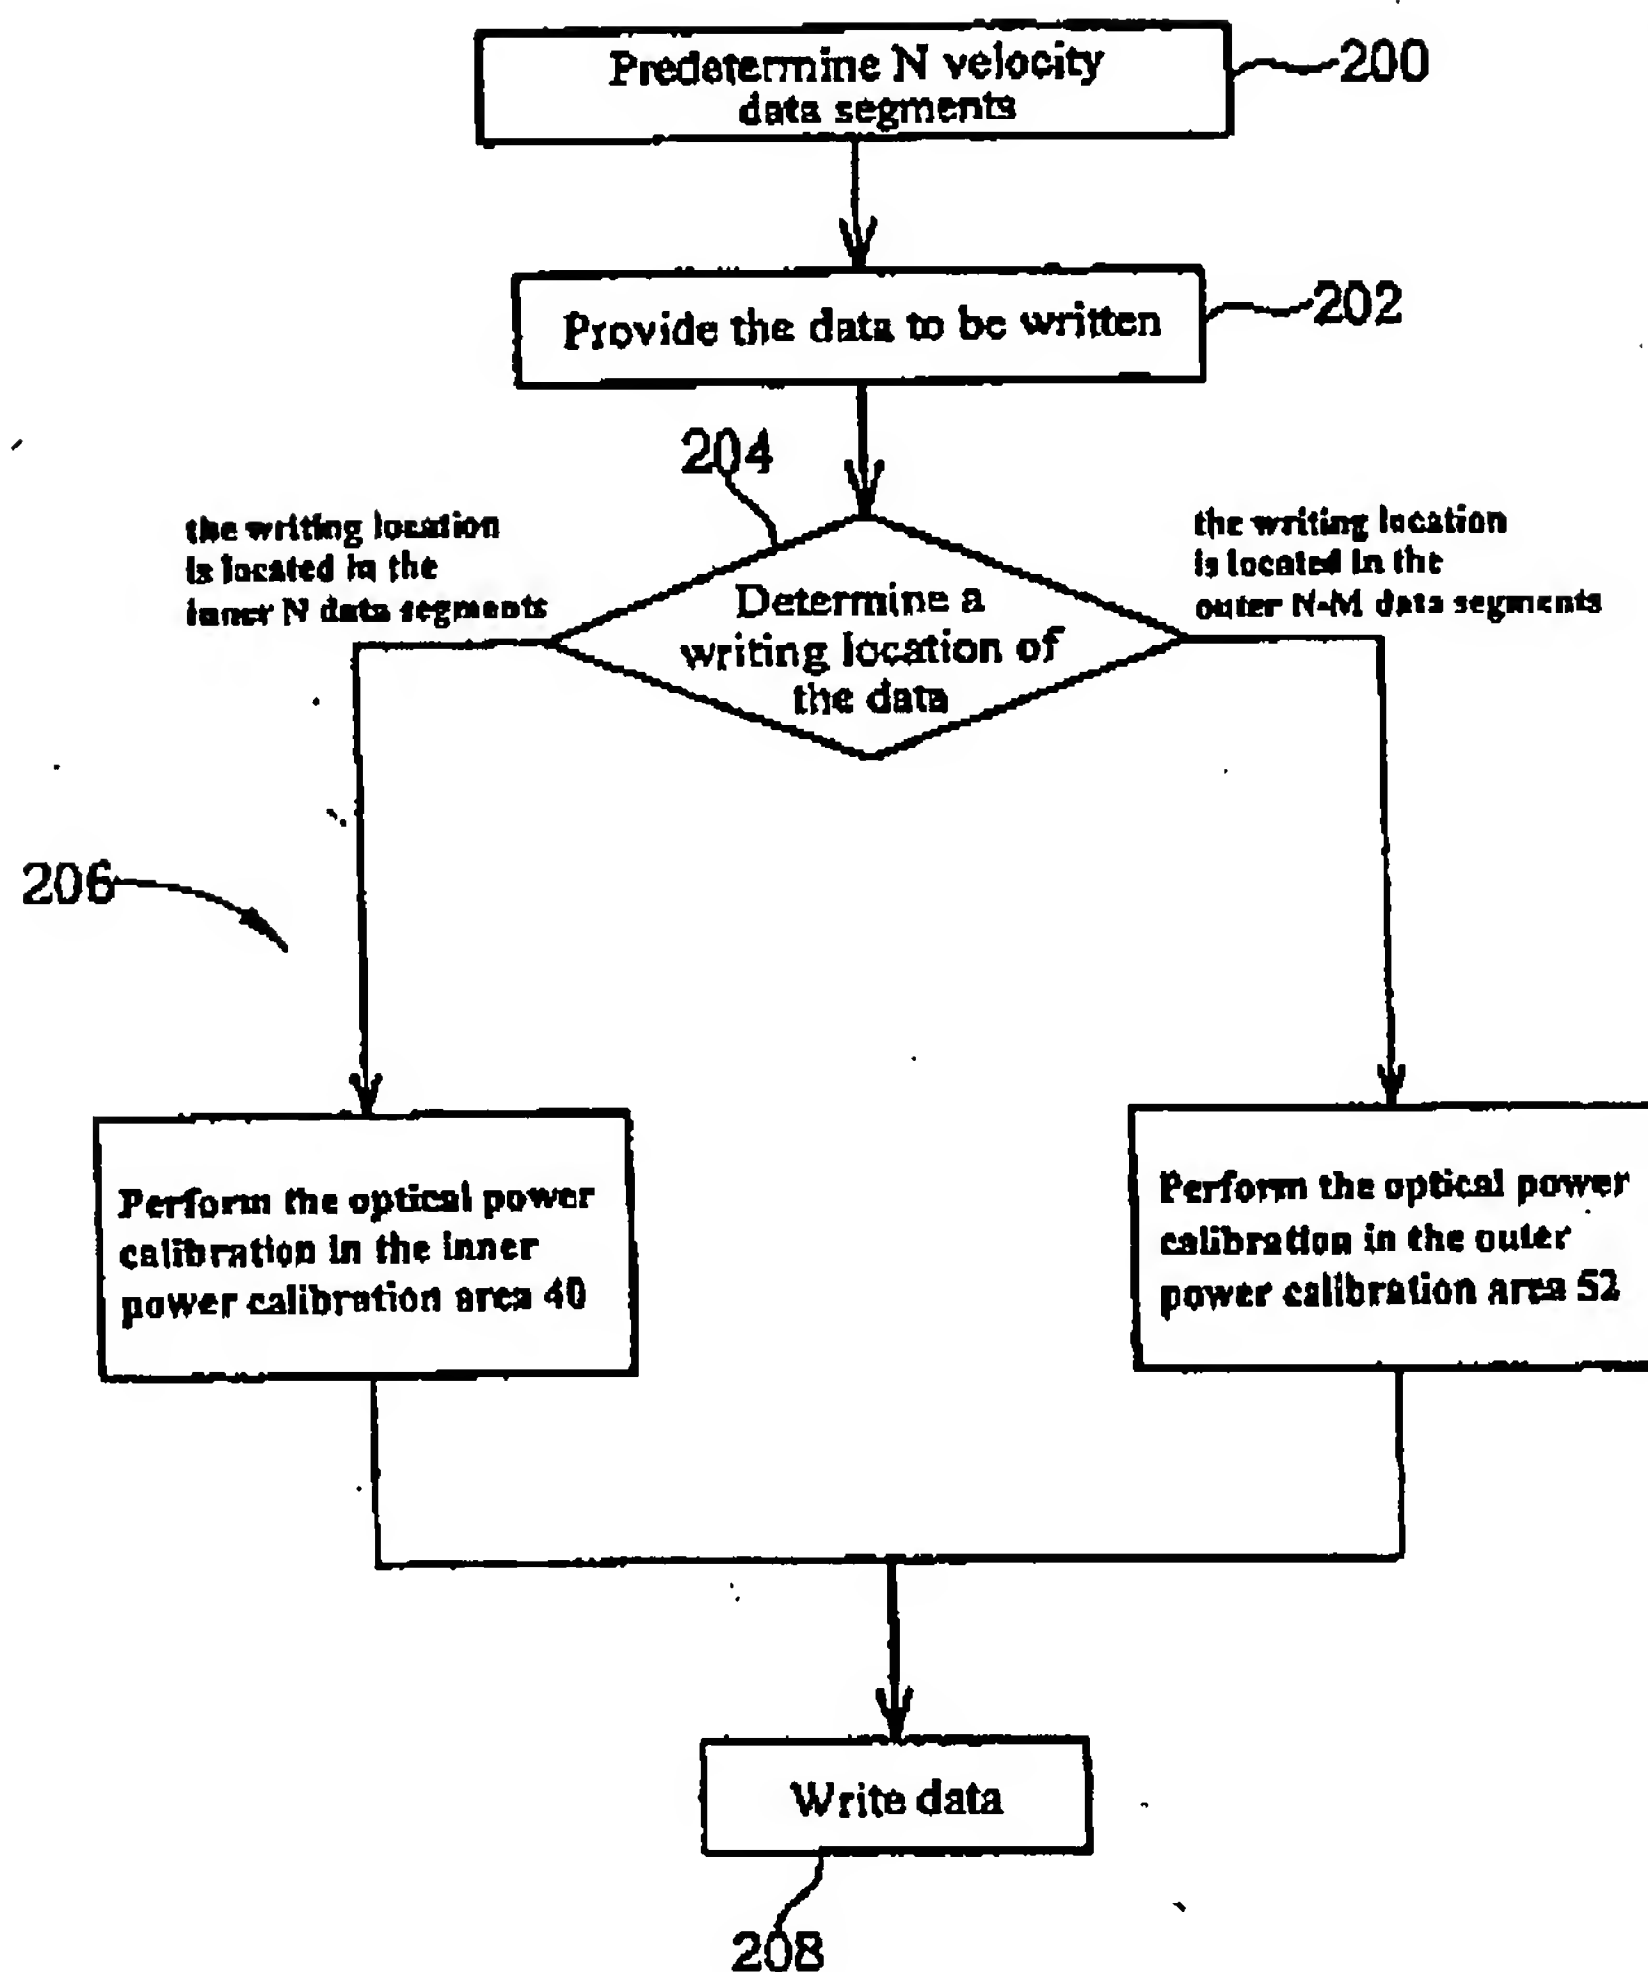 Predetermine N velocity
data segments
200
Provide the data to be written
202
204
the writing location
is located in the
inner N data segments
the writing location
is located in the
outer N-M data segments
Determine a
writing location of
the data
206
Perform the optical power
calibration in the inner
power calibration area 40
Perform the optical power
calibration in the outer
power calibration area 52
Write data
208